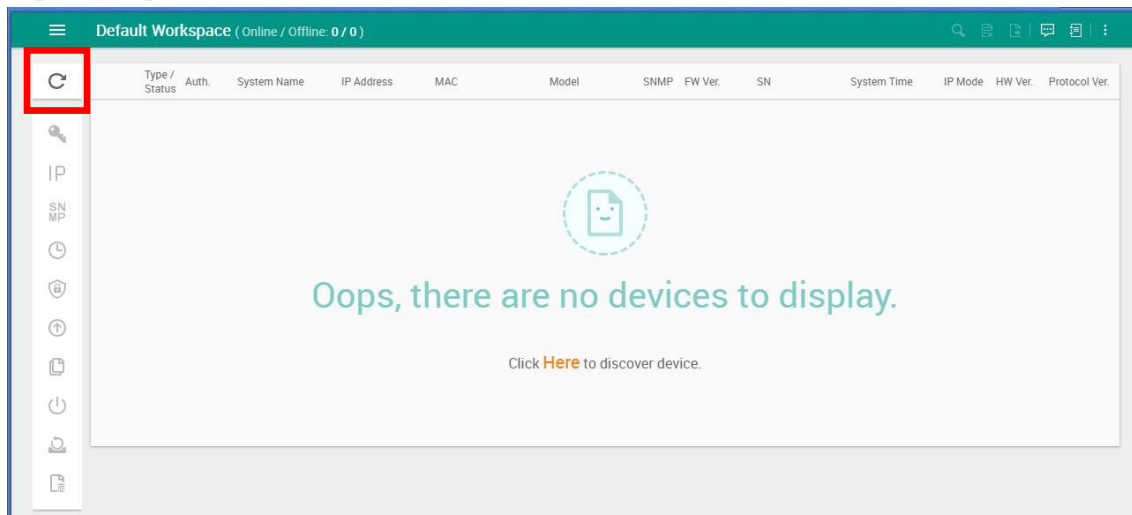 Default Workspace ( Online / Offline: 0 / 0 )
Type / Status Auth. System Name IP Address MAC Model SNMP FW Ver. SN System Time IP Mode HW Ver. Protocol Ver.
IP
SN
MP
Oops, there are no devices to display.
Click Here to discover device.